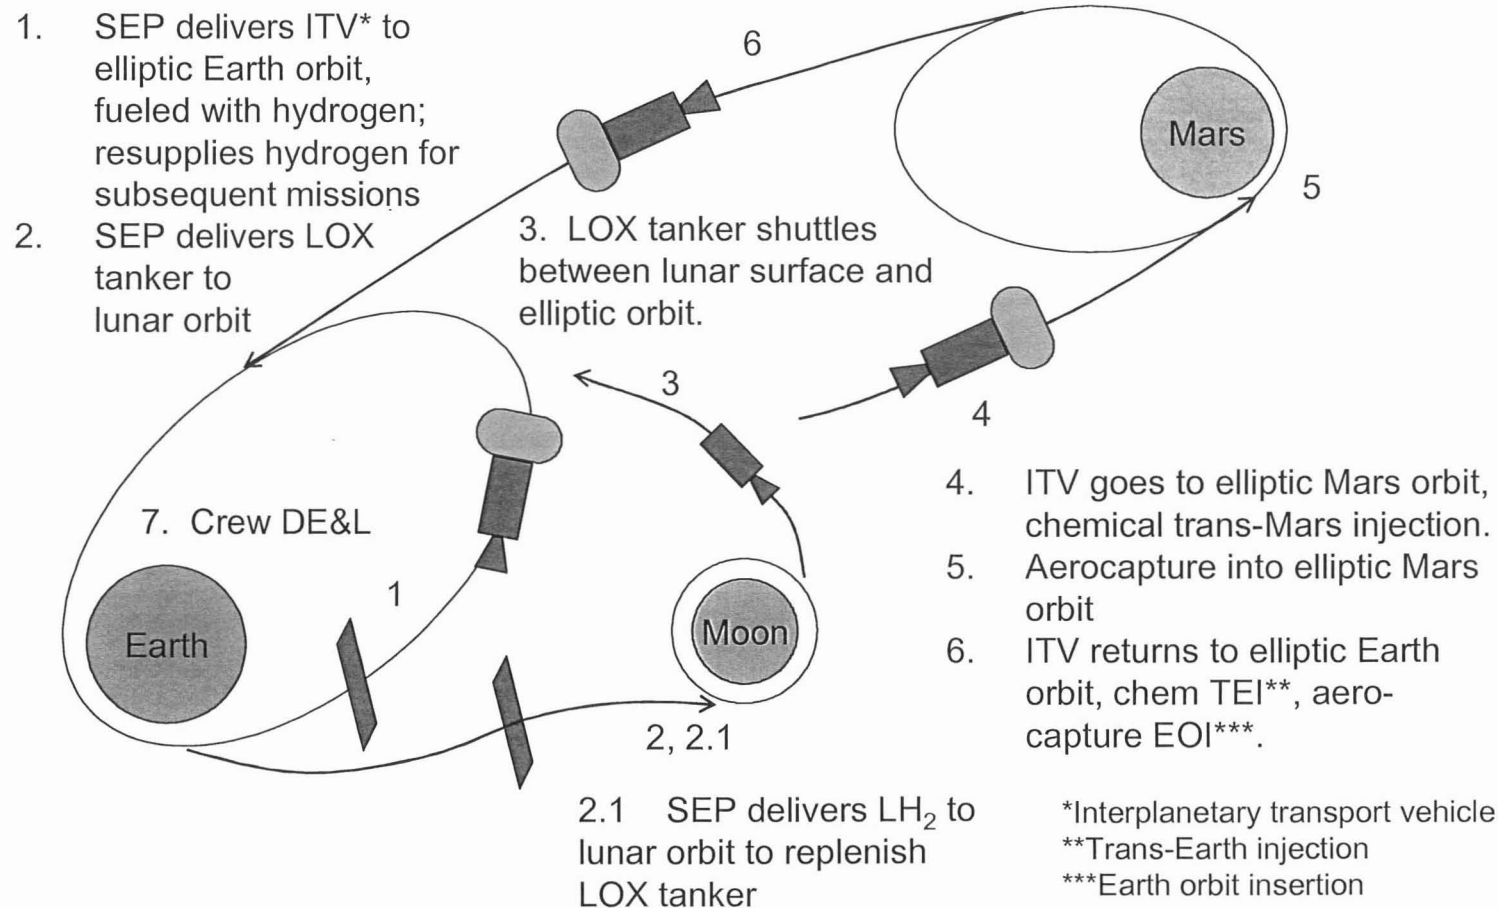 1. SEP delivers ITV* to
elliptic Earth orbit,
fueled with hydrogen;
resupplies hydrogen for
subsequent missions
2. SEP delivers LOX
tanker to
lunar orbit
6
Mars
5
3. LOX tanker shuttles
between lunar surface and
elliptic orbit.
3
4
7. Crew DE&L
1
Earth
Moon
2, 2.1
4. ITV goes to elliptic Mars orbit,
chemical trans-Mars injection.
5. Aerocapture into elliptic Mars
orbit
6. ITV returns to elliptic Earth
orbit, chem TEI**, aero-
capture EOI***.
2.1 SEP delivers LH₂ to
lunar orbit to replenish
LOX tanker
*Interplanetary transport vehicle
**Trans-Earth injection
***Earth orbit insertion